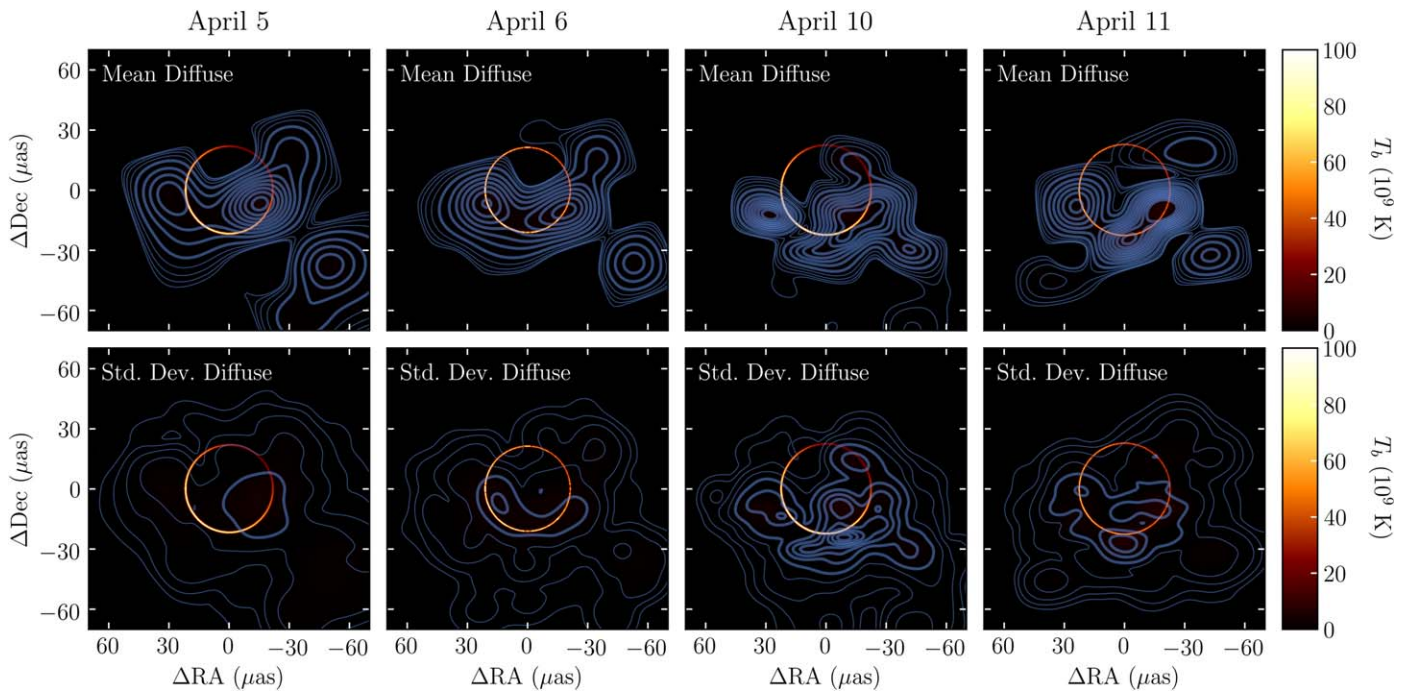 April 5 April 6 April 10 April 11
Mean Diffuse Mean Diffuse Mean Diffuse Mean Diffuse
60
30
0
−30
−60
ΔDec (μas)
100
80
60
40
20
0
T_b (10⁹ K)
Std. Dev. Diffuse Std. Dev. Diffuse Std. Dev. Diffuse Std. Dev. Diffuse
60
30
0
−30
−60
ΔDec (μas)
100
80
60
40
20
0
T_b (10⁹ K)
60 30 0 −30 −60 60 30 0 −30 −60 60 30 0 −30 −60 60 30 0 −30 −60
ΔRA (μas) ΔRA (μas) ΔRA (μas) ΔRA (μas)